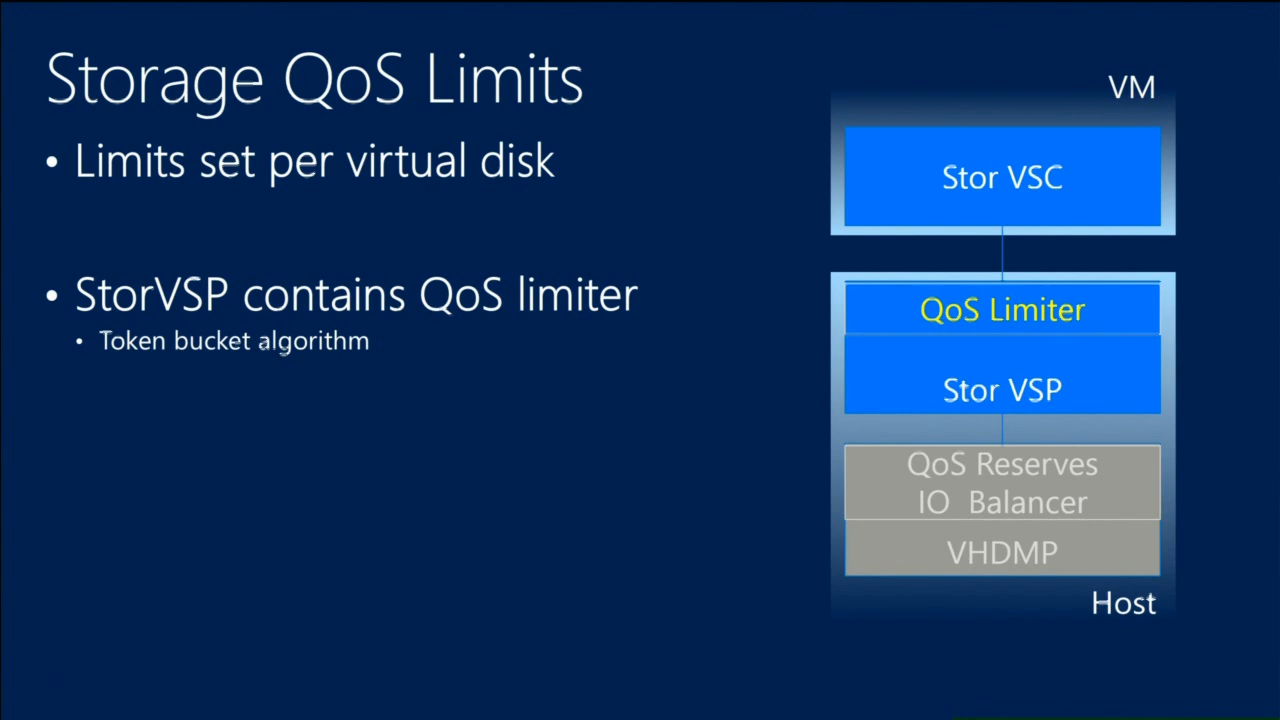 Storage QoS Limits
• Limits set per virtual disk
• StorVSP contains QoS limiter
• Token bucket algorithm
VM
Stor VSC
QoS Limiter
Stor VSP
QoS Reserves
IO Balancer
VHDMP
Host